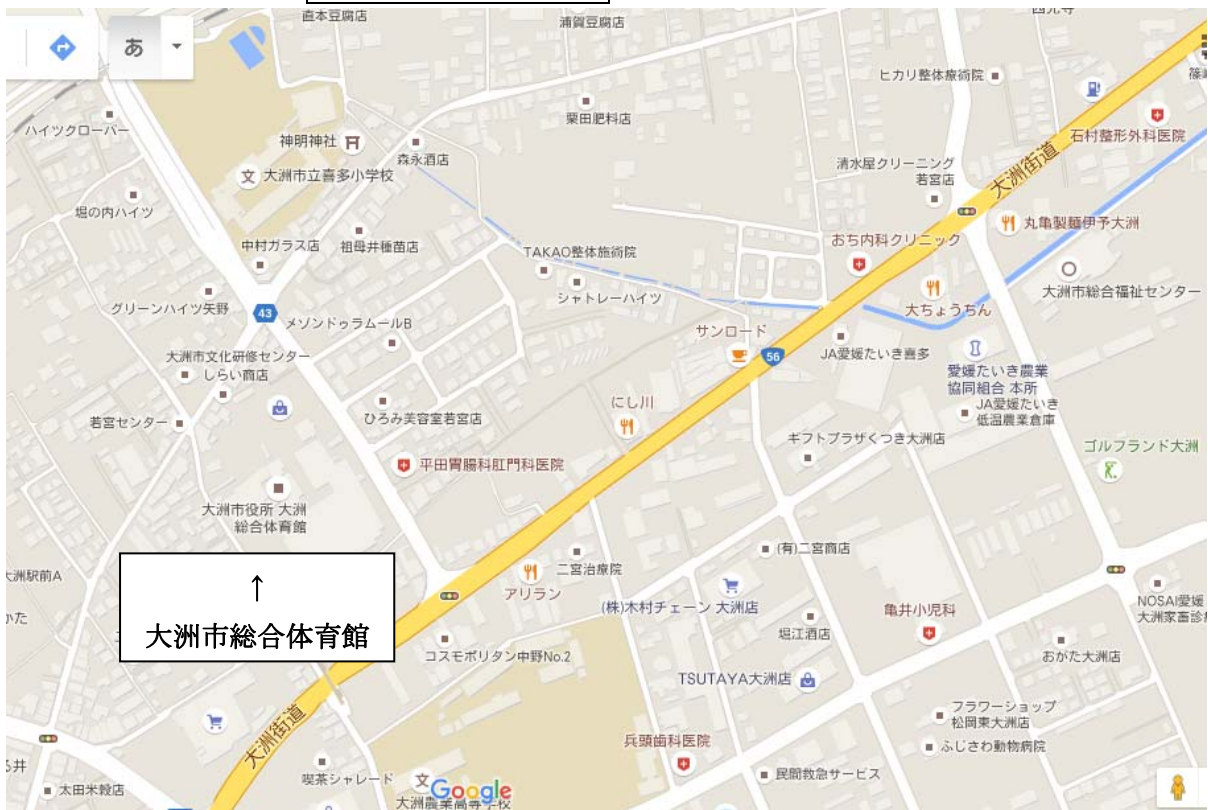 直本豆腐店
浦賀豆腐店
あ
ヒカリ整体療術院
石村整形外科医院
ハイツクローバー
栗田肥料店
神明神社
森永酒店
大洲市立喜多小学校
清水屋クリーニング
若宮店
大洲街道
堀の内ハイツ
丸亀製麺伊予大洲
中村ガラス店
祖母井種苗店
TAKAO整体施術院
おち内科クリニック
シャトレーハイツ
大洲市総合福祉センター
グリーンハイツ矢野
43
メゾンドゥラムールB
大ちょうちん
サンロード
56
JA愛媛たいき喜多
大洲市文化研修センター
しらい商店
愛媛たいき農業
協同組合 本所
にし川
JA愛媛たいき
低温農業倉庫
若宮センター
ひろみ美容室若宮店
ギフトプラザくつき大洲店
ゴルフランド大洲
平田胃腸科肛門科医院
大洲市役所 大洲
総合体育館
(有)二宮商店
↑
大洲市総合体育館
二宮治療院
アリラン
(株)木村チェーン 大洲店
亀井小児科
NOSAI愛媛
大洲家畜診
堀江酒店
コスモポリタン中野No.2
おがた大洲店
TSUTAYA大洲店
フラワーショップ
松岡東大洲店
大洲街道
兵頭歯科医院
ふじさわ動物病院
喫茶シャレード
民間救急サービス
太田米穀店
文
Google
大洲農業高等学校